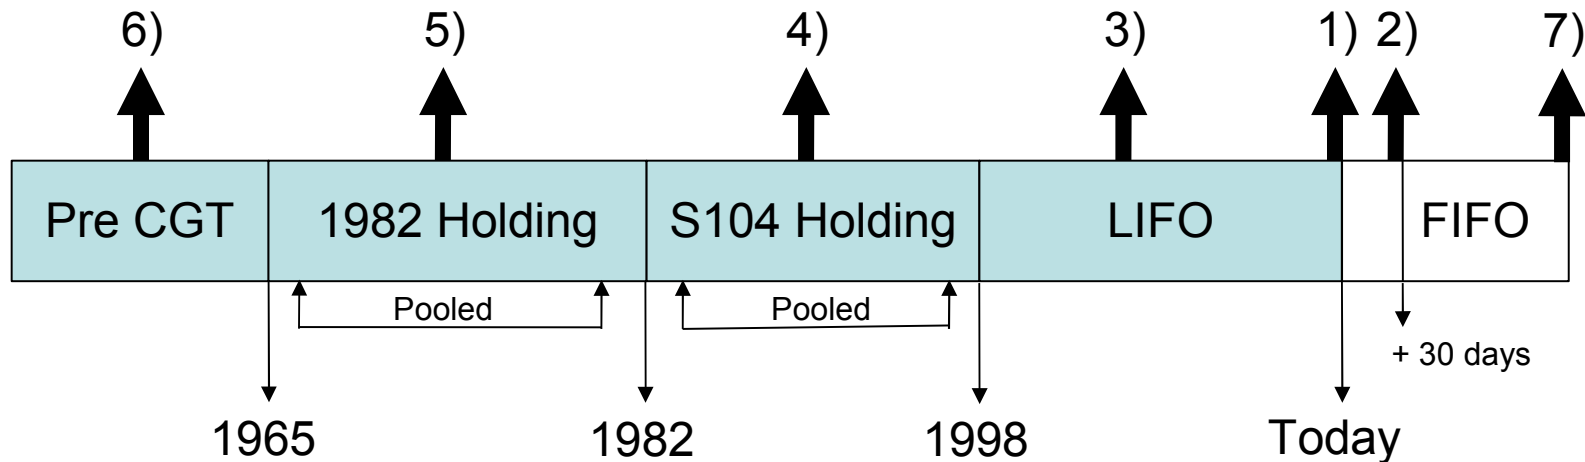 6) 5) 4) 3) 1) 2) 7)
Pre CGT 1982 Holding S104 Holding LIFO FIFO
Pooled Pooled
+ 30 days
1965 1982 1998 Today